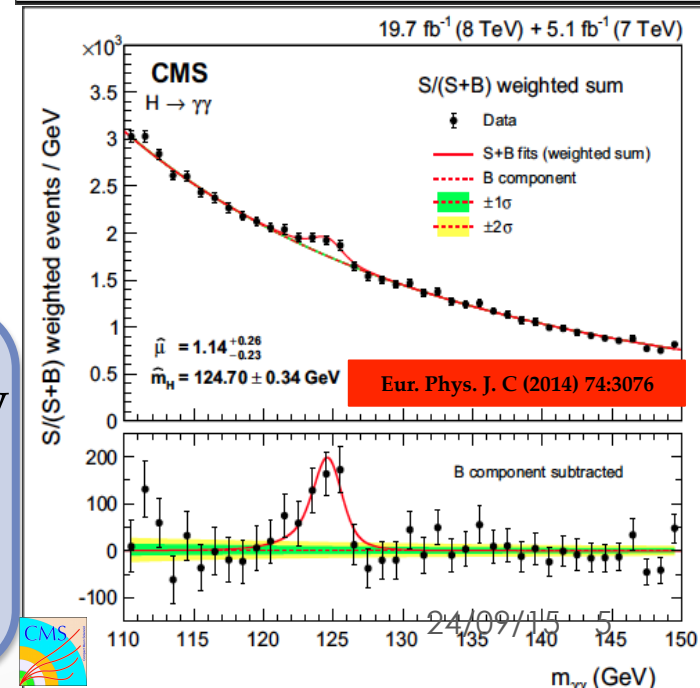 19.7 fb⁻¹ (8 TeV) + 5.1 fb⁻¹ (7 TeV)
×10³
CMS
H → γγ
S/(S+B) weighted sum
Data
S+B fits (weighted sum)
B component
±1σ
±2σ
S/(S+B) weighted events / GeV
3.5
3
2.5
2
1.5
1
0.5
0
μ̂ = 1.14 +0.26 −0.23
m̂_H = 124.70 ± 0.34 GeV
Eur. Phys. J. C (2014) 74:3076
B component subtracted
200
100
0
-100
110 115 120 125 130 135 140 145 150
m_γγ (GeV)
24/09/15 5
CMS